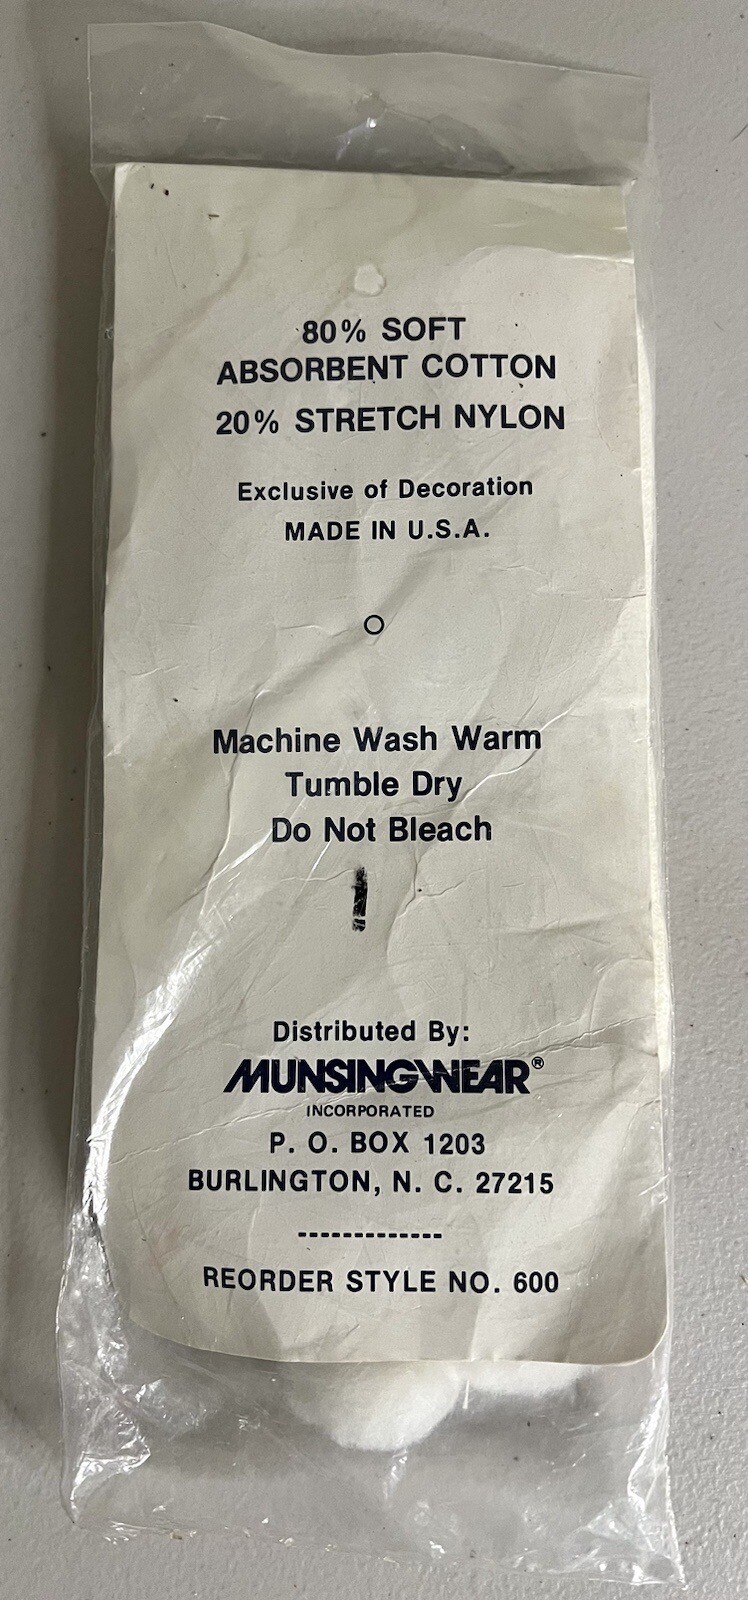 80% SOFT
ABSORBENT COTTON
20% STRETCH NYLON
Exclusive of Decoration
MADE IN U.S.A.
Machine Wash Warm
Tumble Dry
Do Not Bleach
Distributed By:
MUNSINGWEAR®
INCORPORATED
P. O. BOX 1203
BURLINGTON, N. C. 27215
-------------
REORDER STYLE NO. 600